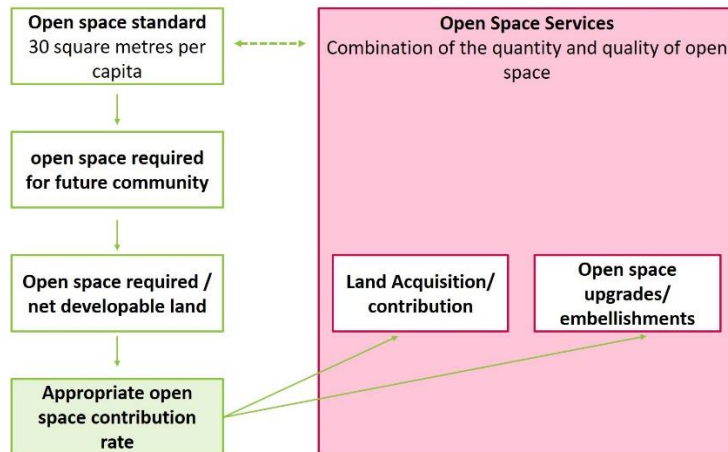 Open space standard
30 square metres per
capita
Open Space Services
Combination of the quantity and quality of open
space
open space required
for future community
Open space required /
net developable land
Land Acquisition/
contribution
Open space
upgrades/
embellishments
Appropriate open
space contribution
rate